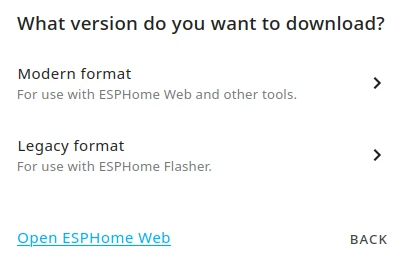 What version do you want to download?
Modern format
For use with ESPHome Web and other tools.
Legacy format
For use with ESPHome Flasher.
Open ESPHome Web
BACK